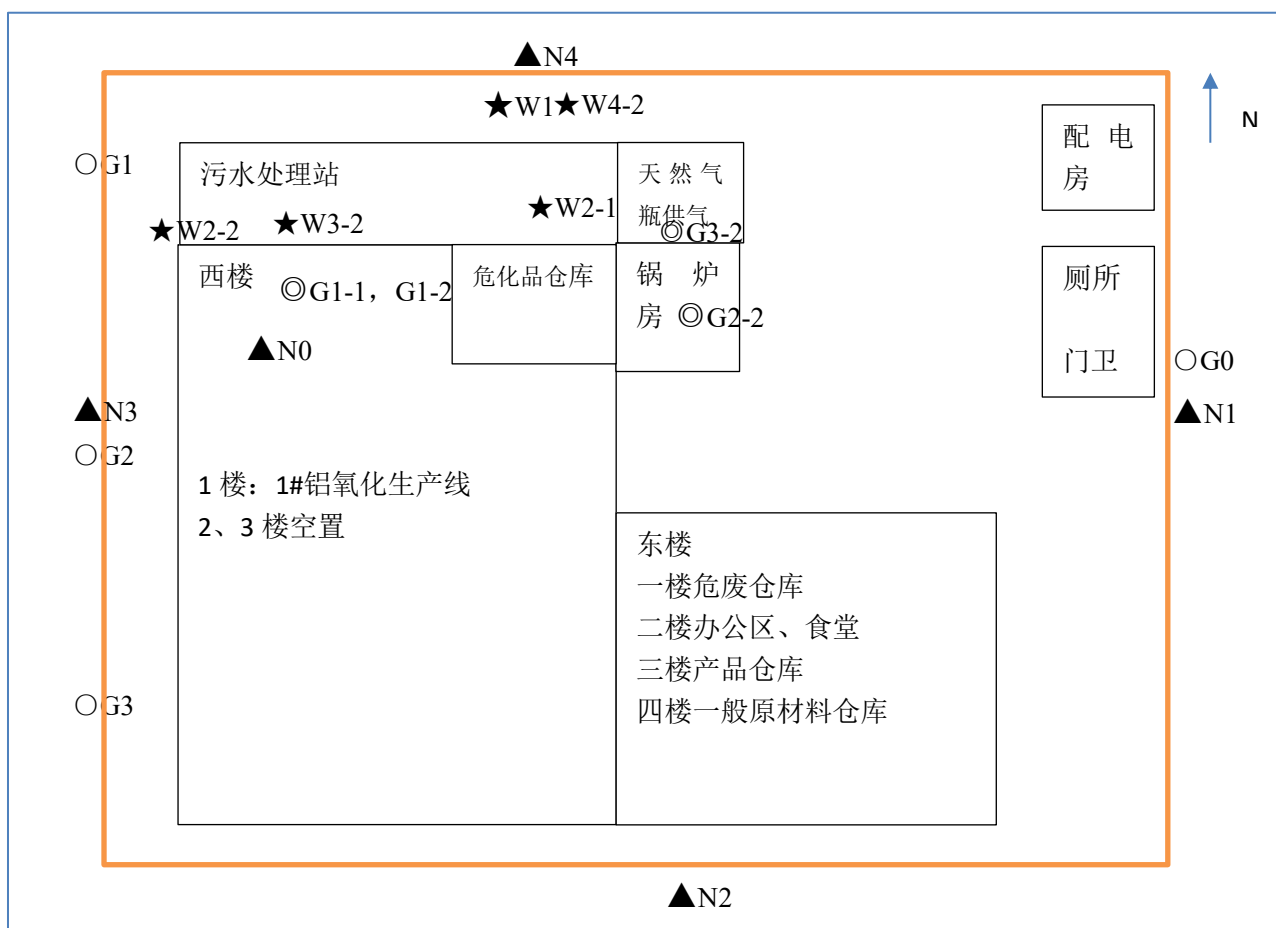 ▲N4
★W1★W4-2
N
配电
房
○G1
污水处理站
天然气
瓶供气
★W2-2
★W3-2
★W2-1
◎G3-2
西楼
◎G1-1，G1-2
危化品仓库
锅炉
房
◎G2-2
厕所
门卫
○G0
▲N0
▲N3
▲N1
○G2
1楼：1#铝氧化生产线
2、3楼空置
东楼
一楼危废仓库
二楼办公区、食堂
三楼产品仓库
四楼一般原材料仓库
○G3
▲N2